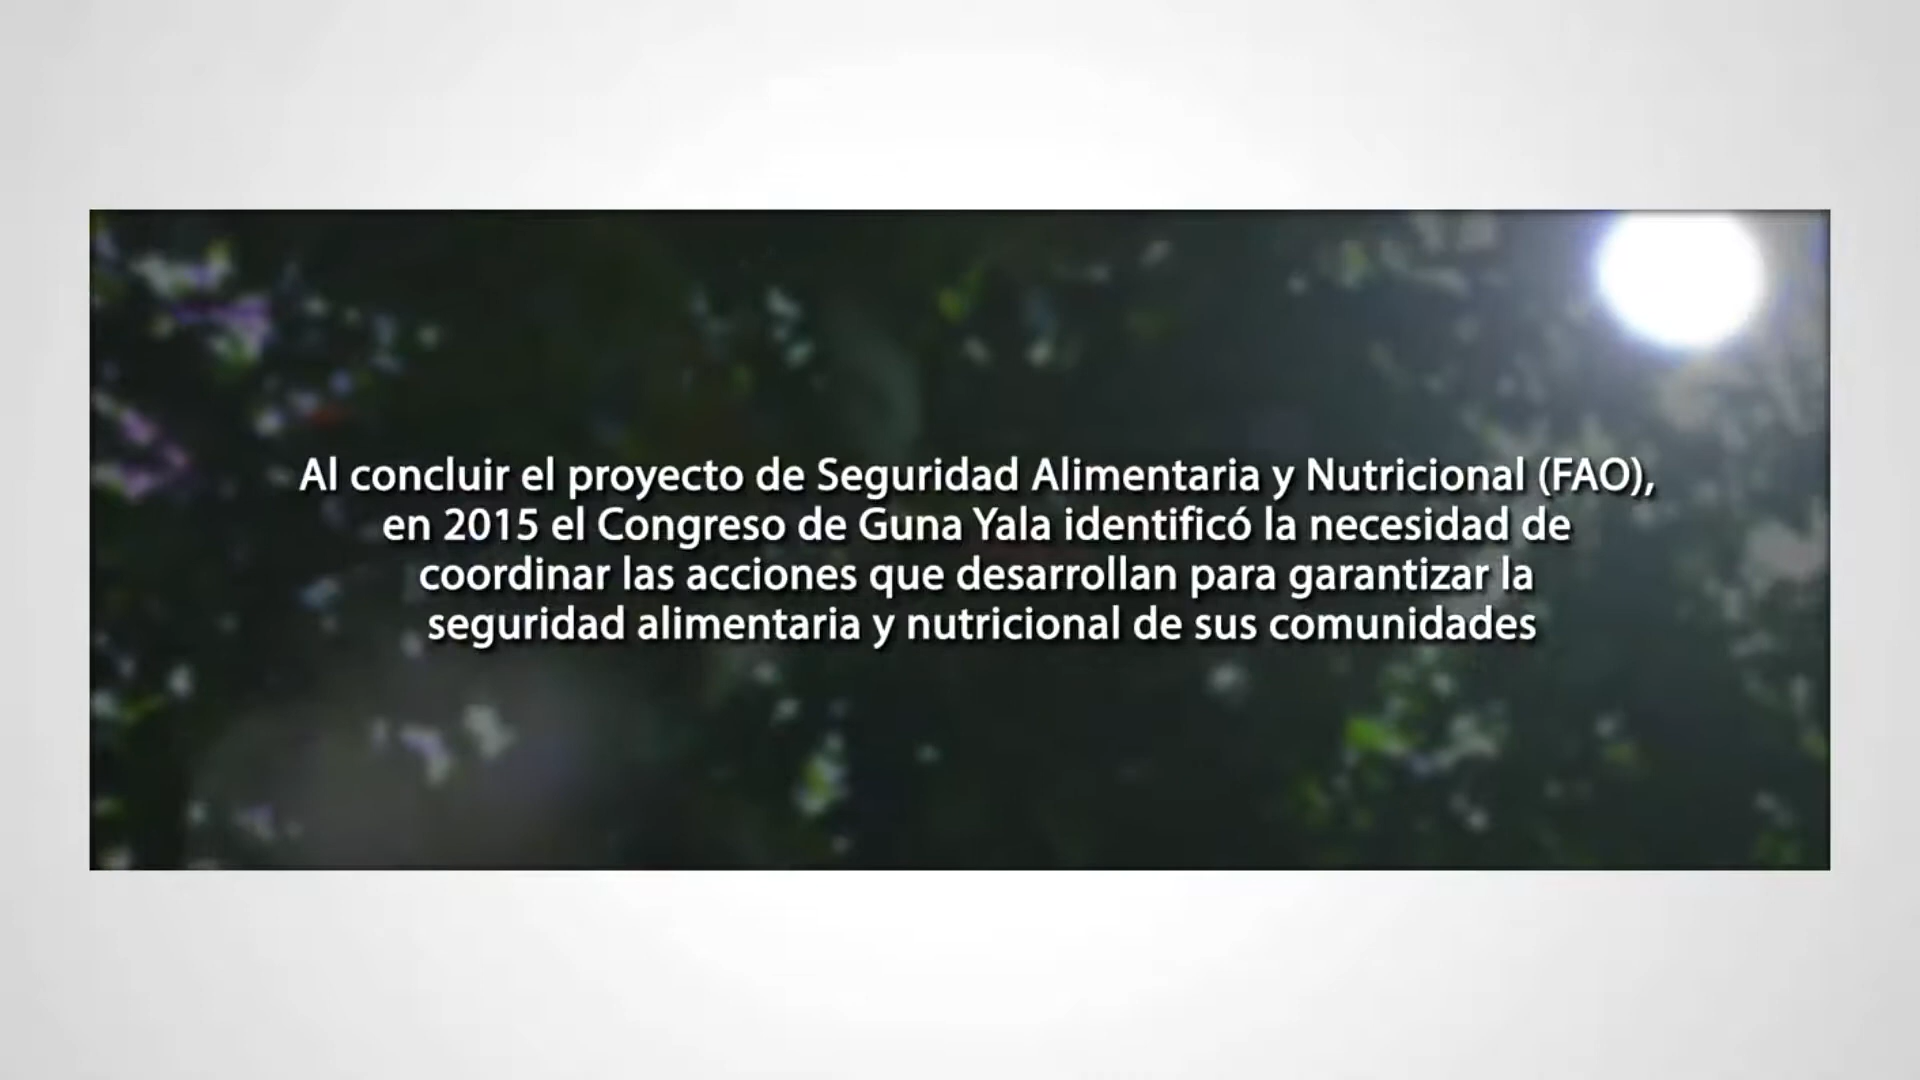 Al concluir el proyecto de Seguridad Alimentaria y Nutricional (FAO),
en 2015 el Congreso de Guna Yala identificó la necesidad de
coordinar las acciones que desarrollan para garantizar la
seguridad alimentaria y nutricional de sus comunidades